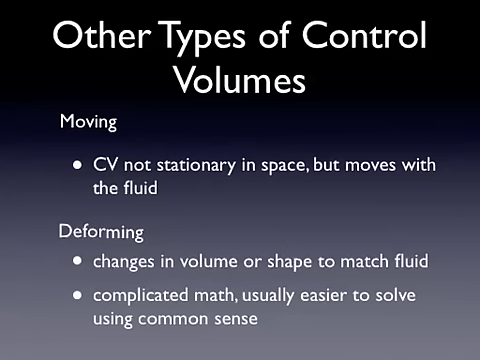 Other Types of Control
Volumes
Moving
• CV not stationary in space, but moves with
the fluid
Deforming
• changes in volume or shape to match fluid
• complicated math, usually easier to solve
using common sense